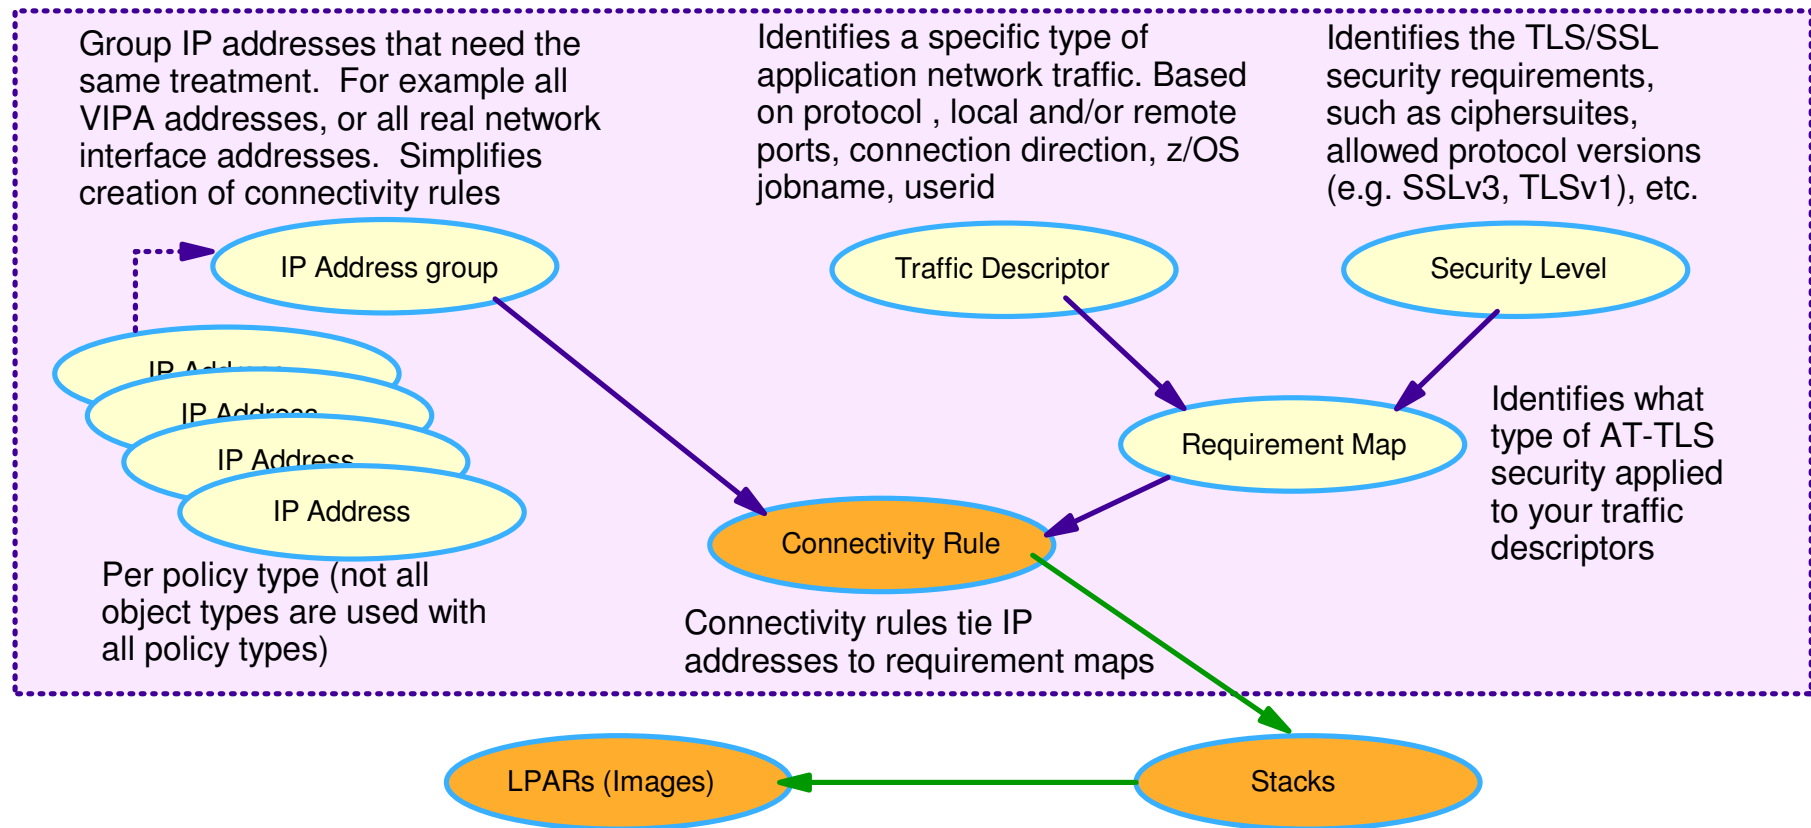 Group IP addresses that need the
same treatment.  For example all
VIPA addresses, or all real network
interface addresses.  Simplifies
creation of connectivity rules
Identifies a specific type of
application network traffic. Based
on protocol , local and/or remote
ports, connection direction, z/OS
jobname, userid
Identifies the TLS/SSL
security requirements,
such as ciphersuites,
allowed protocol versions
(e.g. SSLv3, TLSv1), etc.
IP Address group
Traffic Descriptor
Security Level
IP Address
IP Address
IP Address
IP Address
Requirement Map
Identifies what
type of AT-TLS
security applied
to your traffic
descriptors
Connectivity Rule
Per policy type (not all
object types are used with
all policy types)
Connectivity rules tie IP
addresses to requirement maps
LPARs (Images)
Stacks